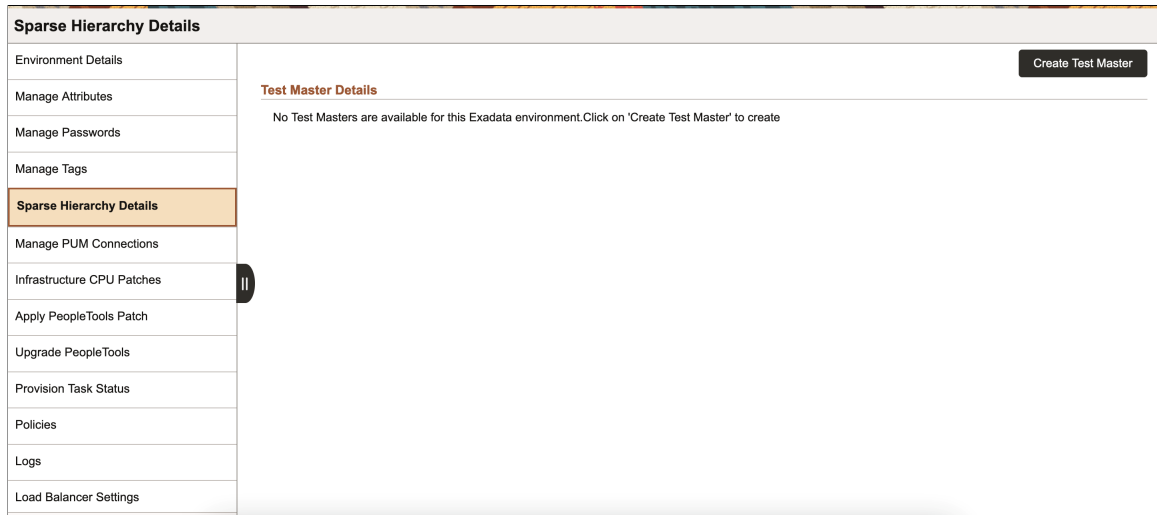 Sparse Hierarchy Details
Environment Details
Manage Attributes
Manage Passwords
Manage Tags
Sparse Hierarchy Details
Manage PUM Connections
Infrastructure CPU Patches
Apply PeopleTools Patch
Upgrade PeopleTools
Provision Task Status
Policies
Logs
Load Balancer Settings
Create Test Master
Test Master Details
No Test Masters are available for this Exadata environment.Click on 'Create Test Master' to create